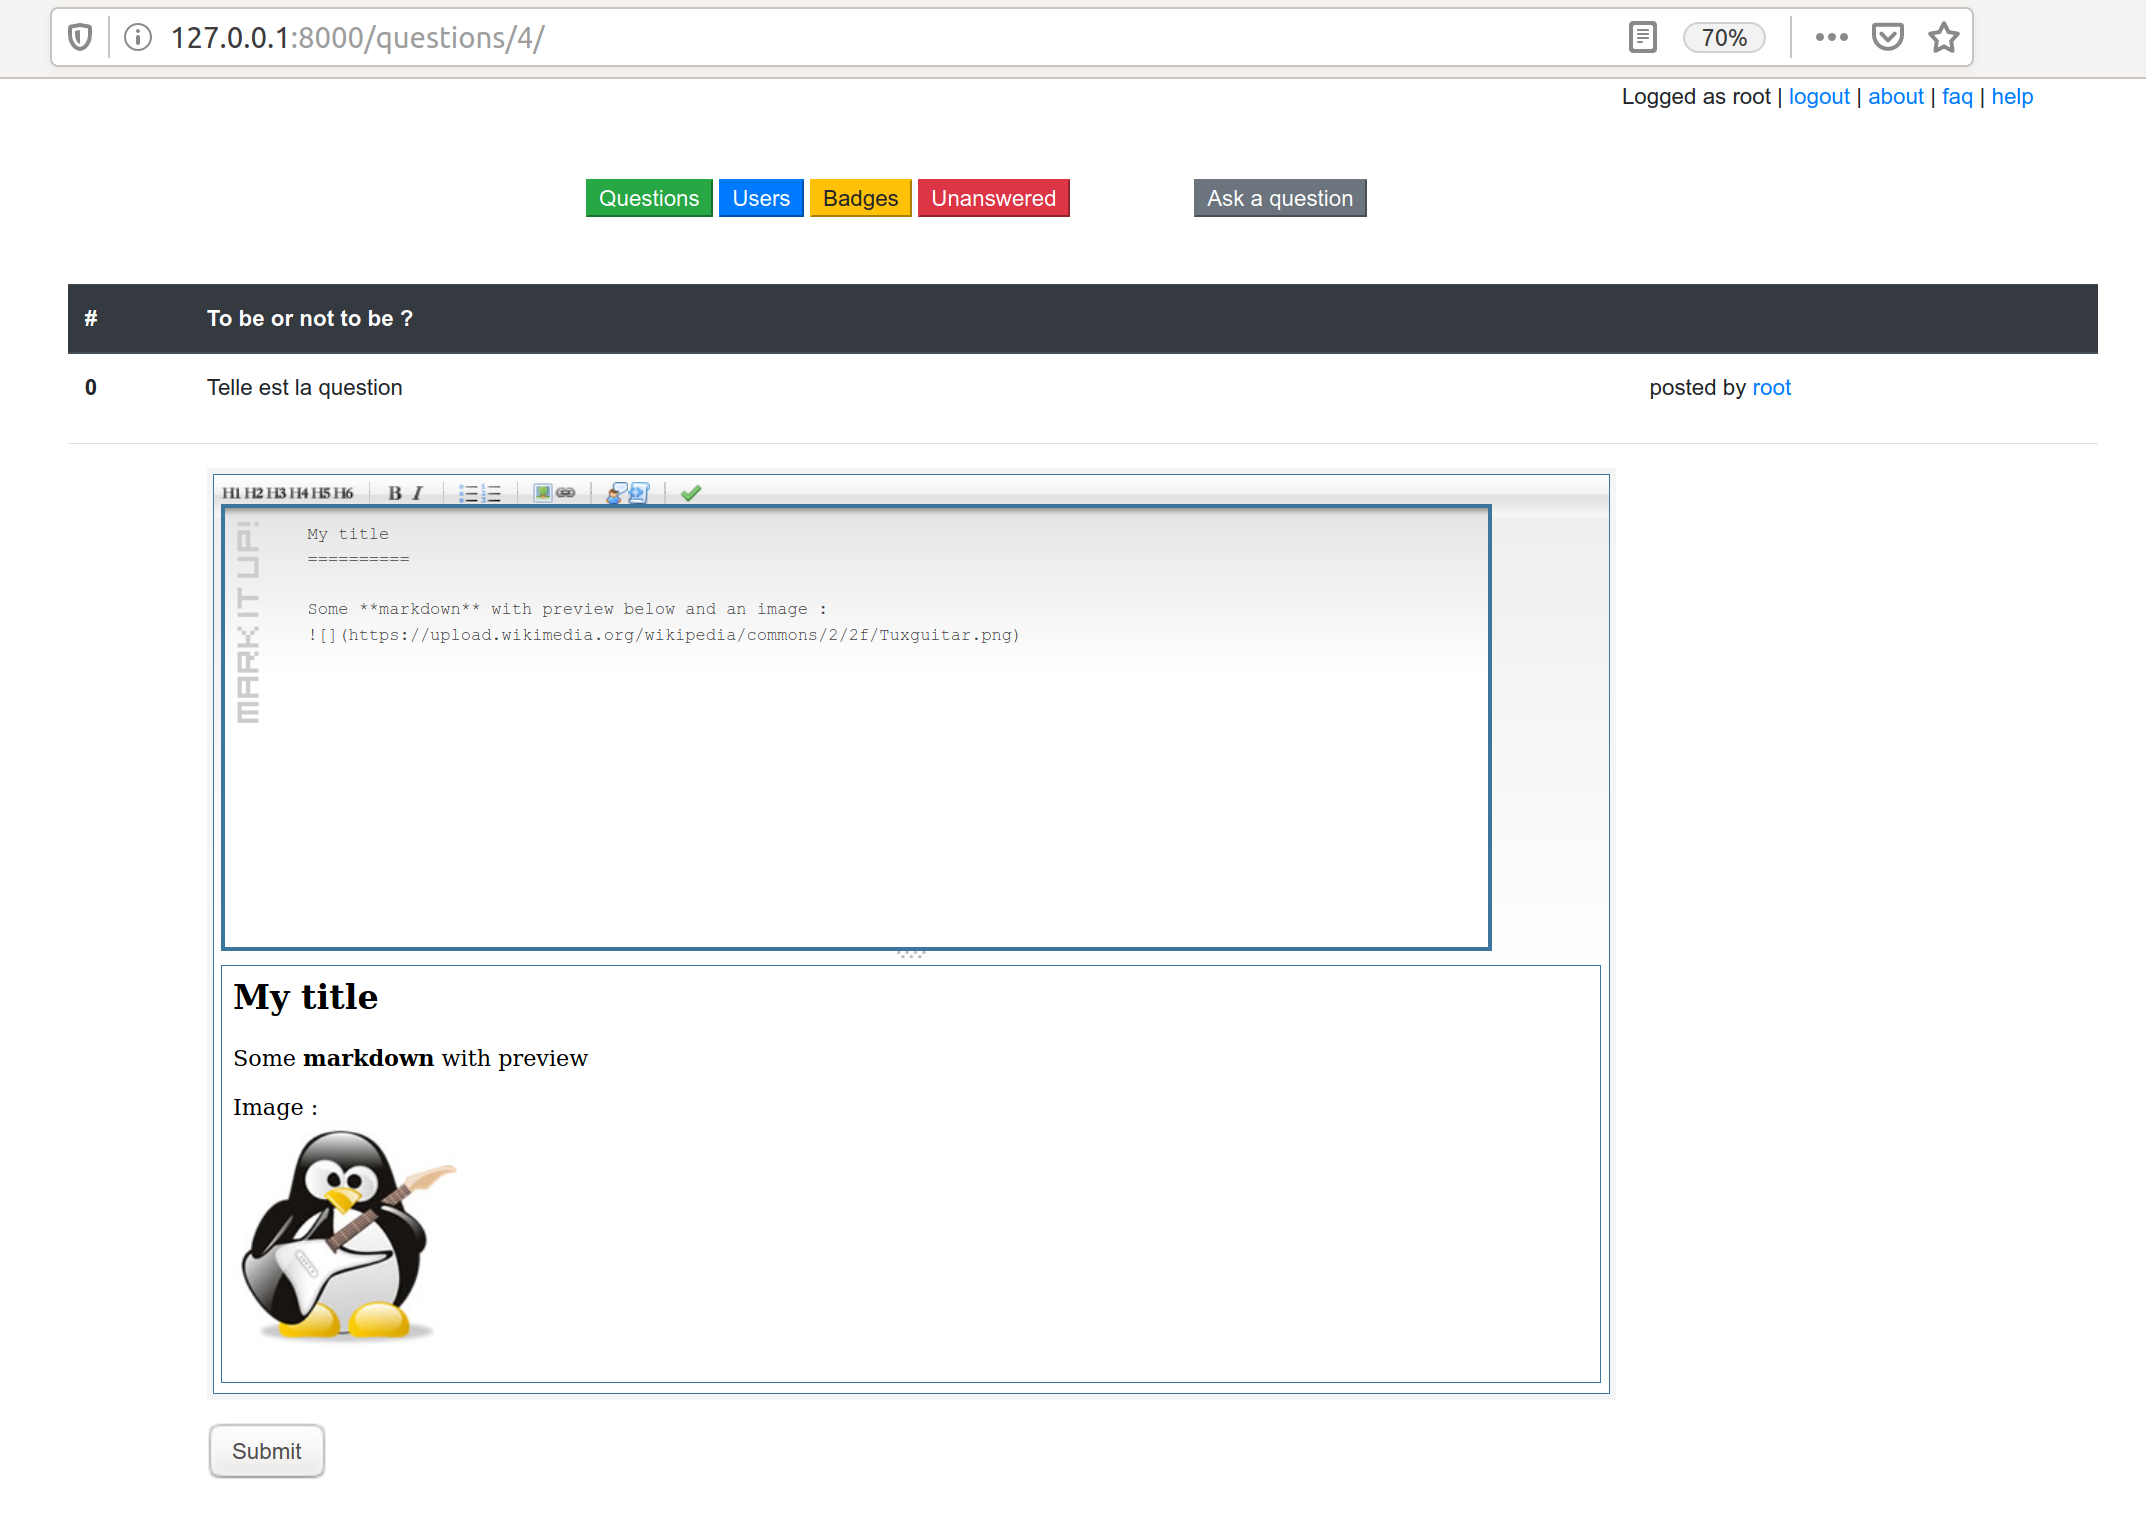 127.0.0.1:8000/questions/4/
70%
Logged as root | logout | about | faq | help
Questions Users Badges Unanswered Ask a question
# To be or not to be ?
0 Telle est la question posted by root
H1 H2 H3 H4 H5 H6 B I
MARK IT UP!
My title
==========
Some **markdown** with preview below and an image :
![](https://upload.wikimedia.org/wikipedia/commons/2/2f/Tuxguitar.png)
My title
Some markdown with preview
Image :
Submit